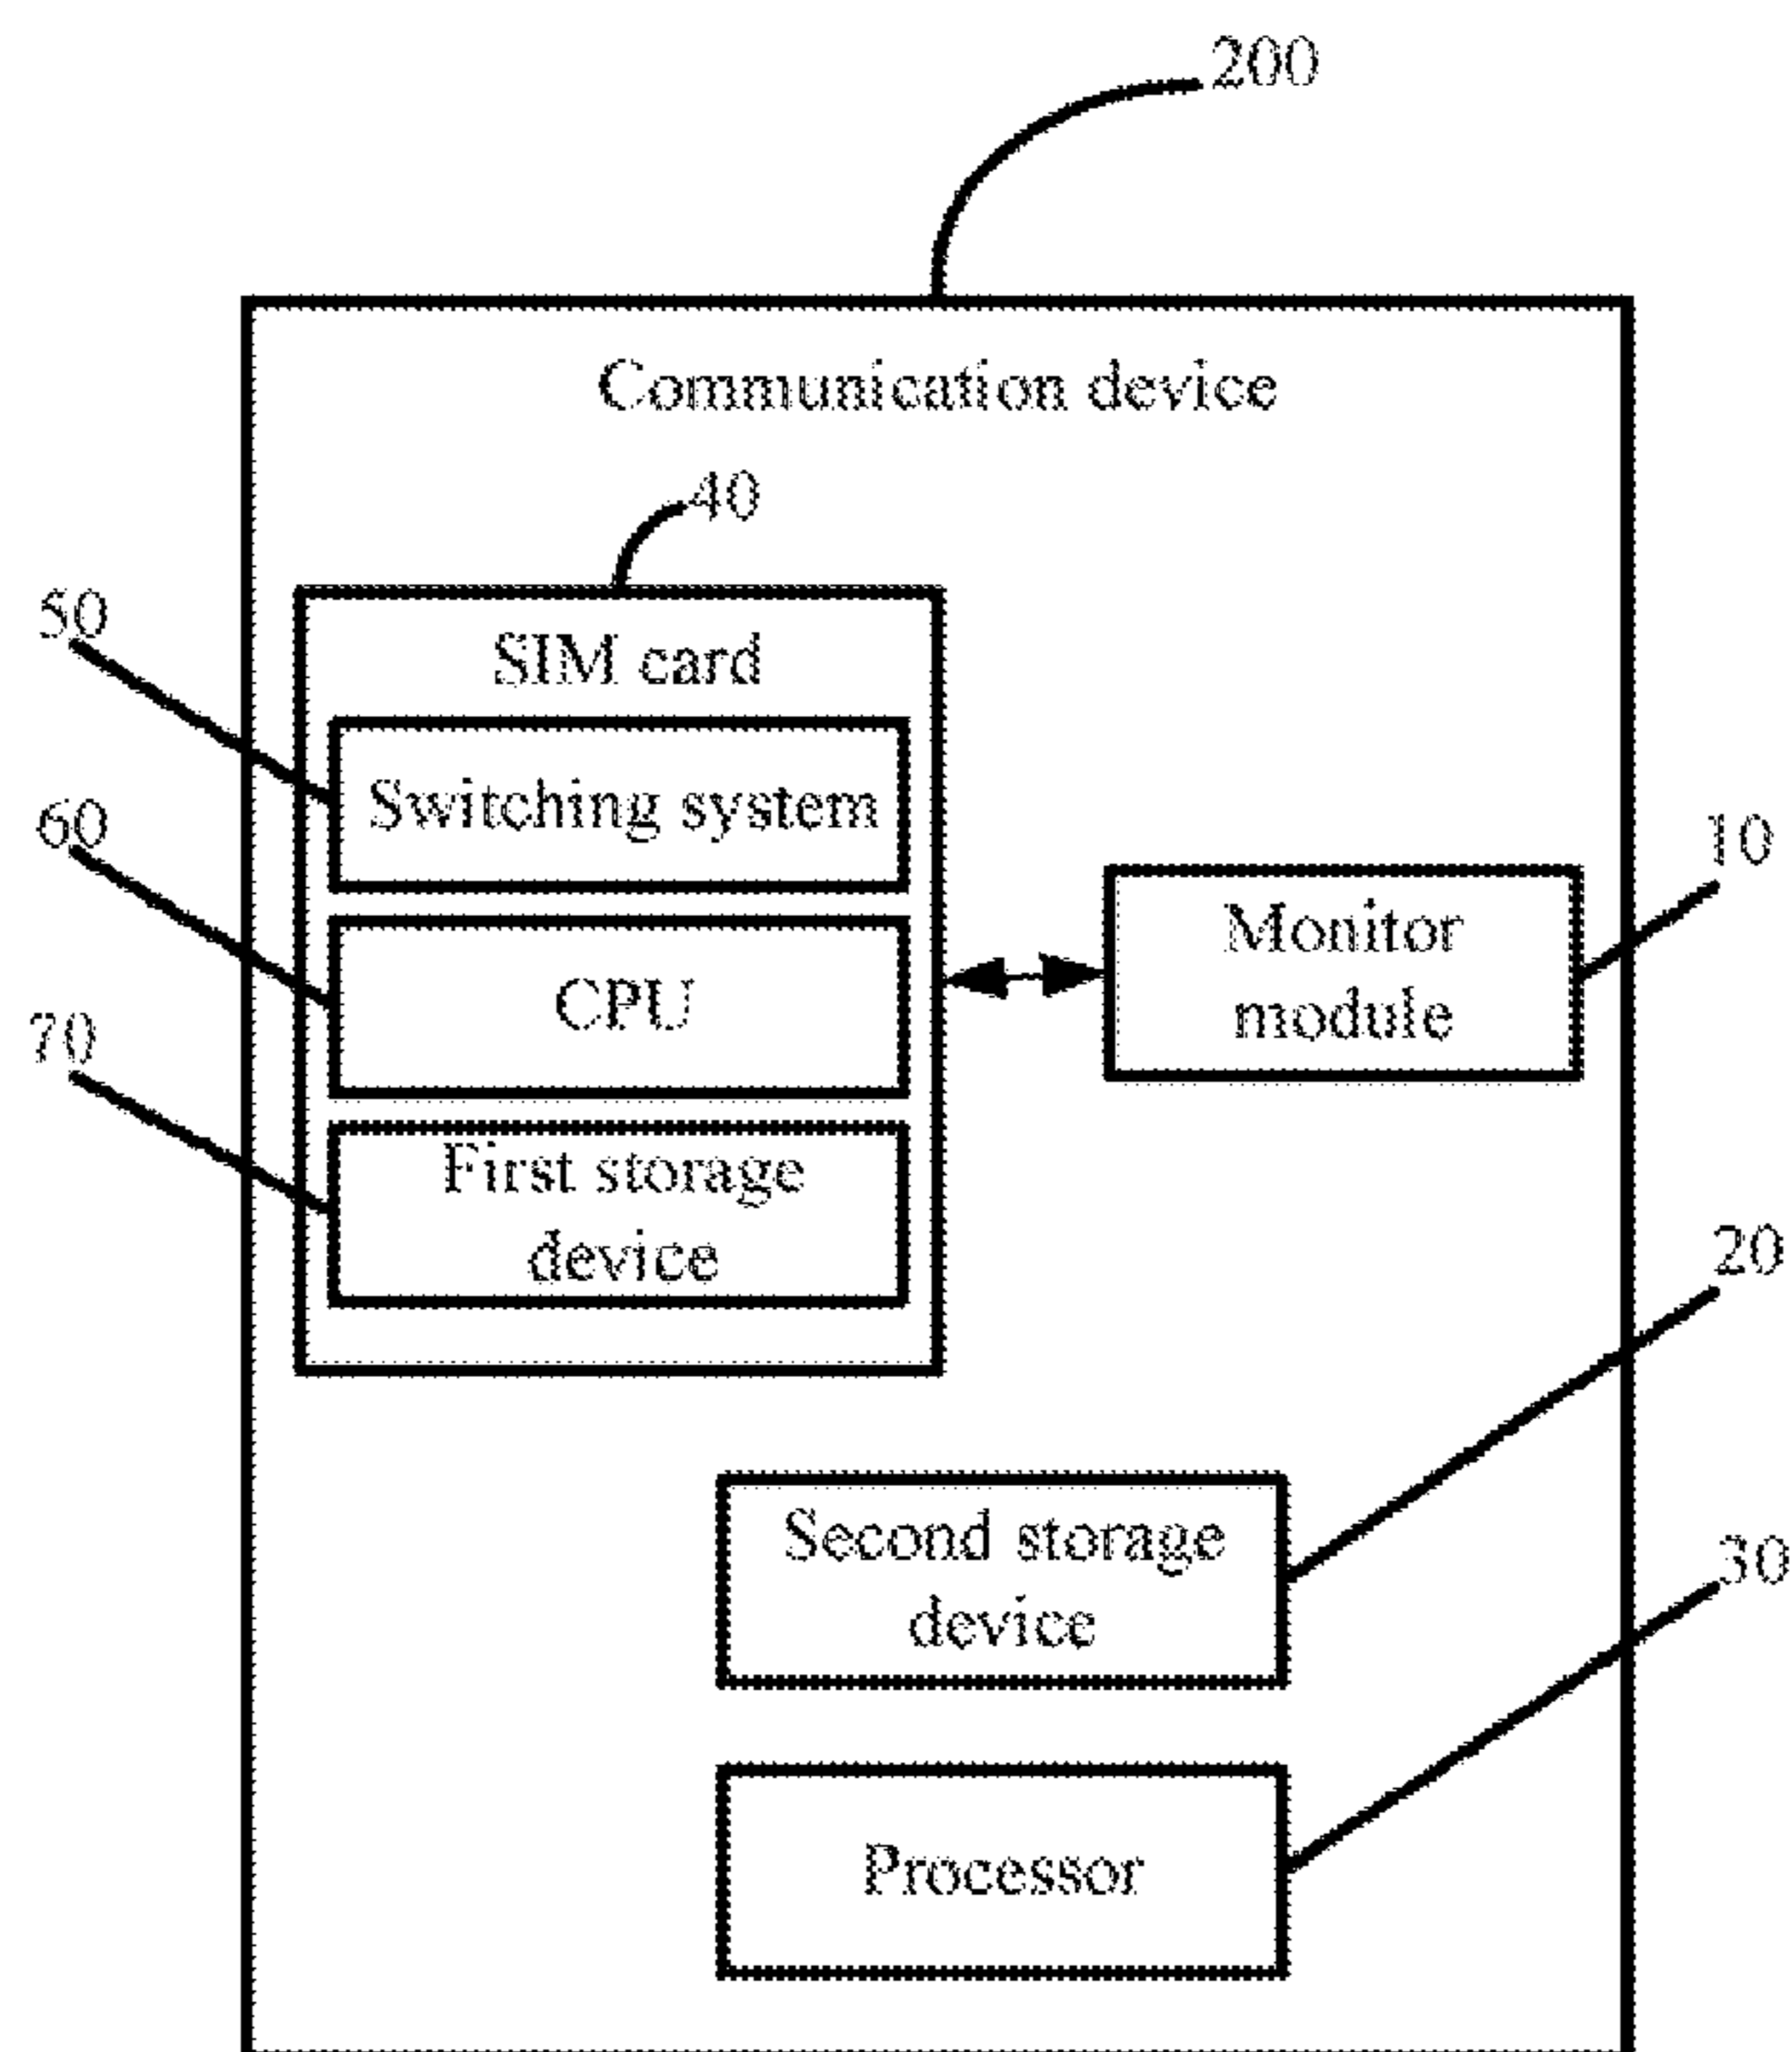 200
Communication device
40
50
SIM card
Switching system
60
10
Monitor
module
CPU
70
First storage
device
20
Second storage
device
30
Processor